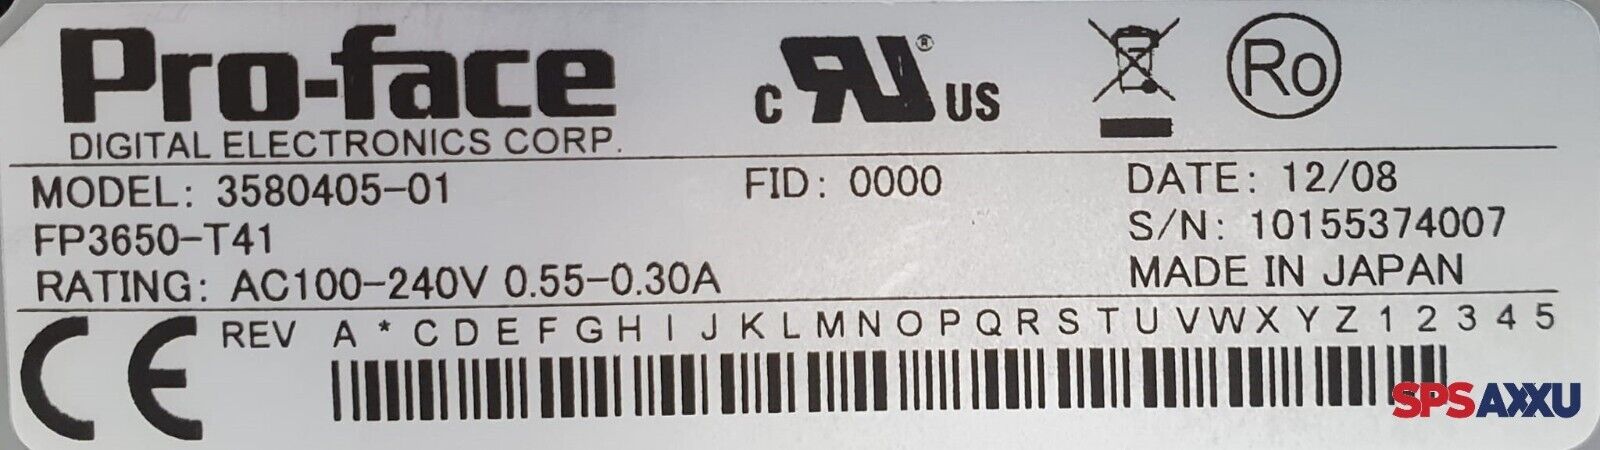 Pro-face
DIGITAL ELECTRONICS CORP.
c RU ® US
Ro
MODEL: 3580405-01
FID: 0000
DATE: 12/08
FP3650-T41
S/N: 10155374007
RATING: AC100-240V 0.55-0.30A
MADE IN JAPAN
CE
REV A * C D E F G H I J K L M N O P Q R S T U V W X Y Z 1 2 3 4 5
SPSAXXU